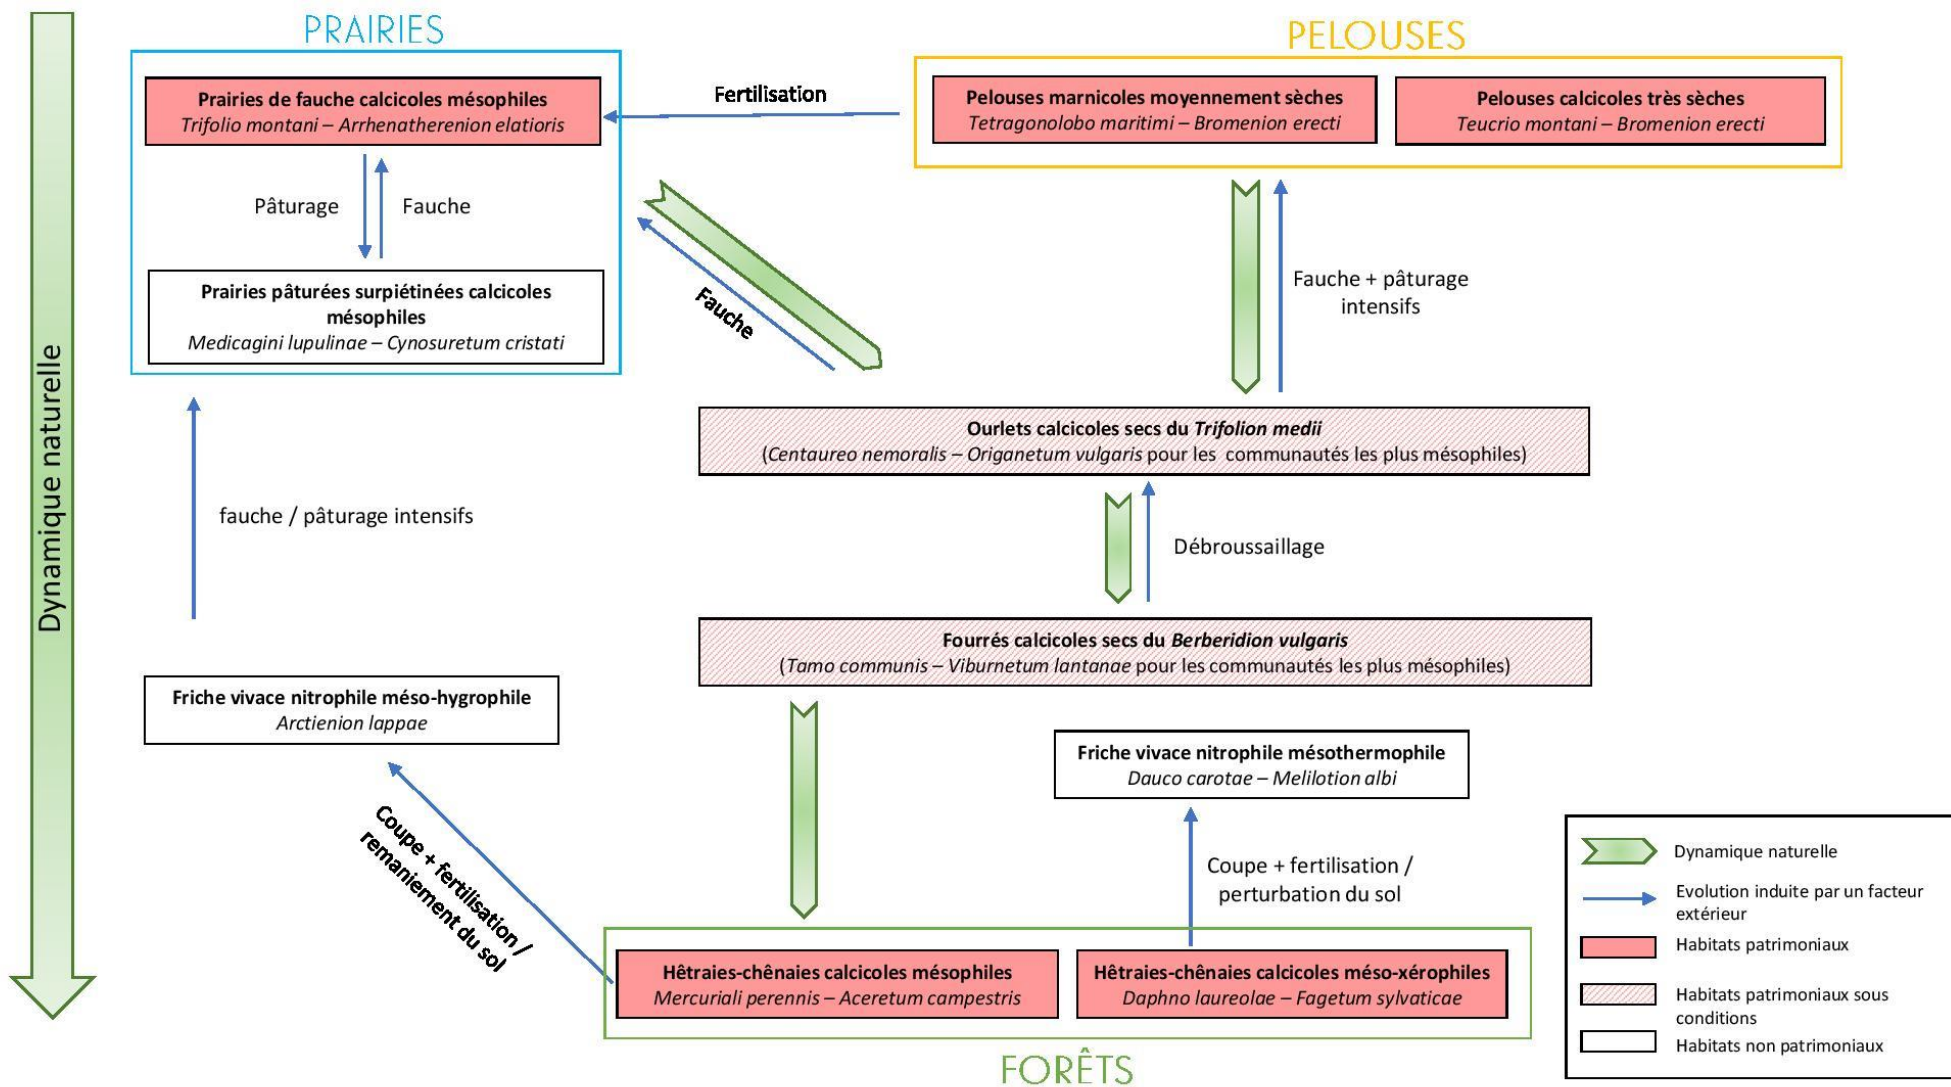 PRAIRIES
PELOUSES
Prairies de fauche calcicoles mésophiles
Trifolio montani – Arrhenatherenion elatioris
Fertilisation
Pelouses marnicoles moyennement sèches
Tetragonolobo maritimi – Bromenion erecti
Pelouses calcicoles très sèches
Teucrio montani – Bromenion erecti
Pâturage
Fauche
Prairies pâturées surpiétinées calcicoles
mésophiles
Medicagini lupulinae – Cynosuretum cristati
Fauche
Fauche + pâturage
intensifs
Dynamique naturelle
Ourlets calcicoles secs du Trifolion medii
(Centaureo nemoralis – Origanetum vulgaris pour les communautés les plus mésophiles)
fauche / pâturage intensifs
Débroussaillage
Fourrés calcicoles secs du Berberidion vulgaris
(Tamo communis – Viburnetum lantanae pour les communautés les plus mésophiles)
Friche vivace nitrophile méso-hygrophile
Arctienion lappae
Friche vivace nitrophile mésothermophile
Dauco carotae – Melilotion albi
Coupe + fertilisation /
remaniement du sol
Coupe + fertilisation /
perturbation du sol
Hêtraies-chênaies calcicoles mésophiles
Mercuriali perennis – Aceretum campestris
Hêtraies-chênaies calcicoles méso-xérophiles
Daphno laureolae – Fagetum sylvaticae
FORÊTS
Dynamique naturelle
Evolution induite par un facteur
extérieur
Habitats patrimoniaux
Habitats patrimoniaux sous
conditions
Habitats non patrimoniaux